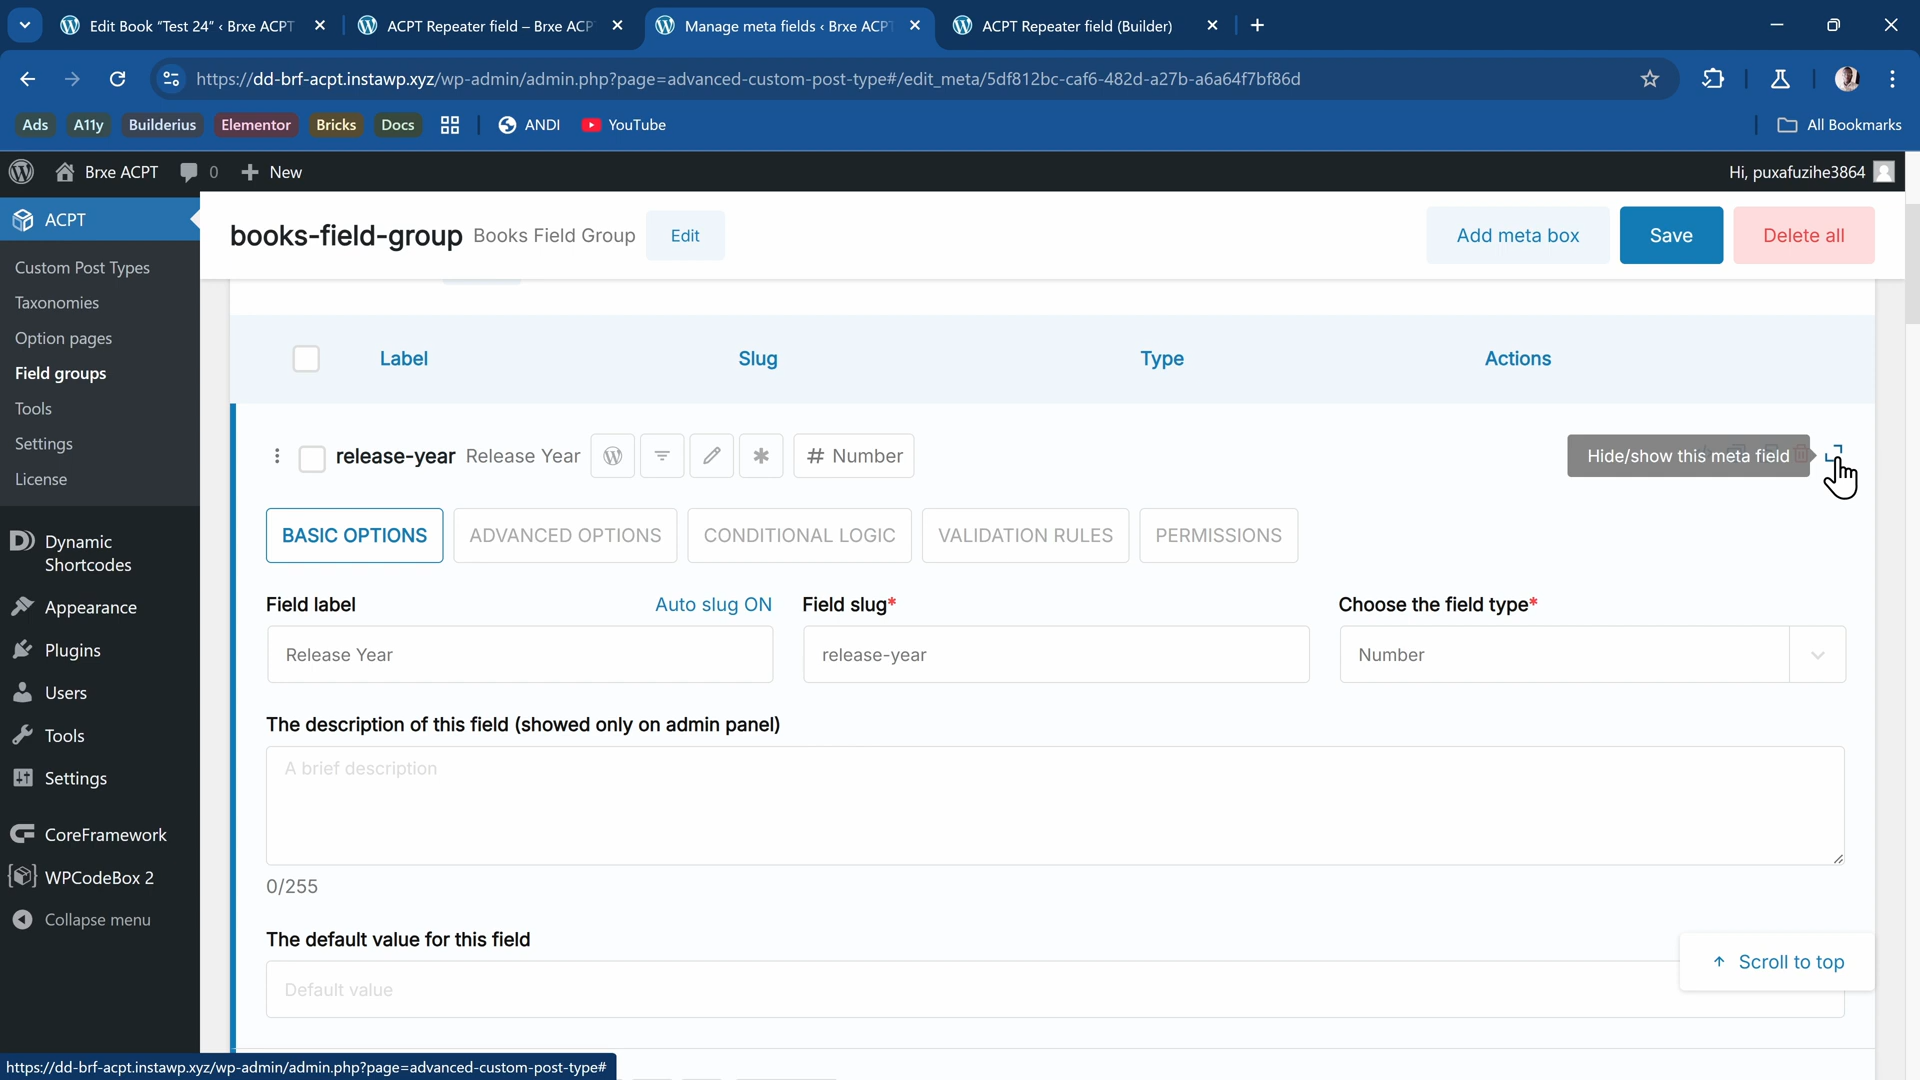 Edit Book “Test 24” ‹ Brxe ACPT
ACPT Repeater field – Brxe ACP
Manage meta fields ‹ Brxe ACP
ACPT Repeater field (Builder)
https://dd-brf-acpt.instawp.xyz/wp-admin/admin.php?page=advanced-custom-post-type#/edit_meta/5df812bc-caf6-482d-a27b-a6a64f7bf86d
Ads
A11y
Builderius
Elementor
Bricks
Docs
ANDI
YouTube
All Bookmarks
Brxe ACPT
0
New
Hi, puxafuzihe3864
ACPT
Custom Post Types
Taxonomies
Option pages
Field groups
Tools
Settings
License
Dynamic
Shortcodes
Appearance
Plugins
Users
Tools
Settings
CoreFramework
WPCodeBox 2
Collapse menu
books-field-group Books Field Group Edit
Add meta box
Save
Delete all
Label Slug Type Actions
release-year Release Year # Number
Hide/show this meta field
BASIC OPTIONS
ADVANCED OPTIONS
CONDITIONAL LOGIC
VALIDATION RULES
PERMISSIONS
Field label
Auto slug ON
Field slug*
Choose the field type*
Release Year
release-year
Number
The description of this field (showed only on admin panel)
A brief description
0/255
The default value for this field
Default value
Scroll to top
https://dd-brf-acpt.instawp.xyz/wp-admin/admin.php?page=advanced-custom-post-type#